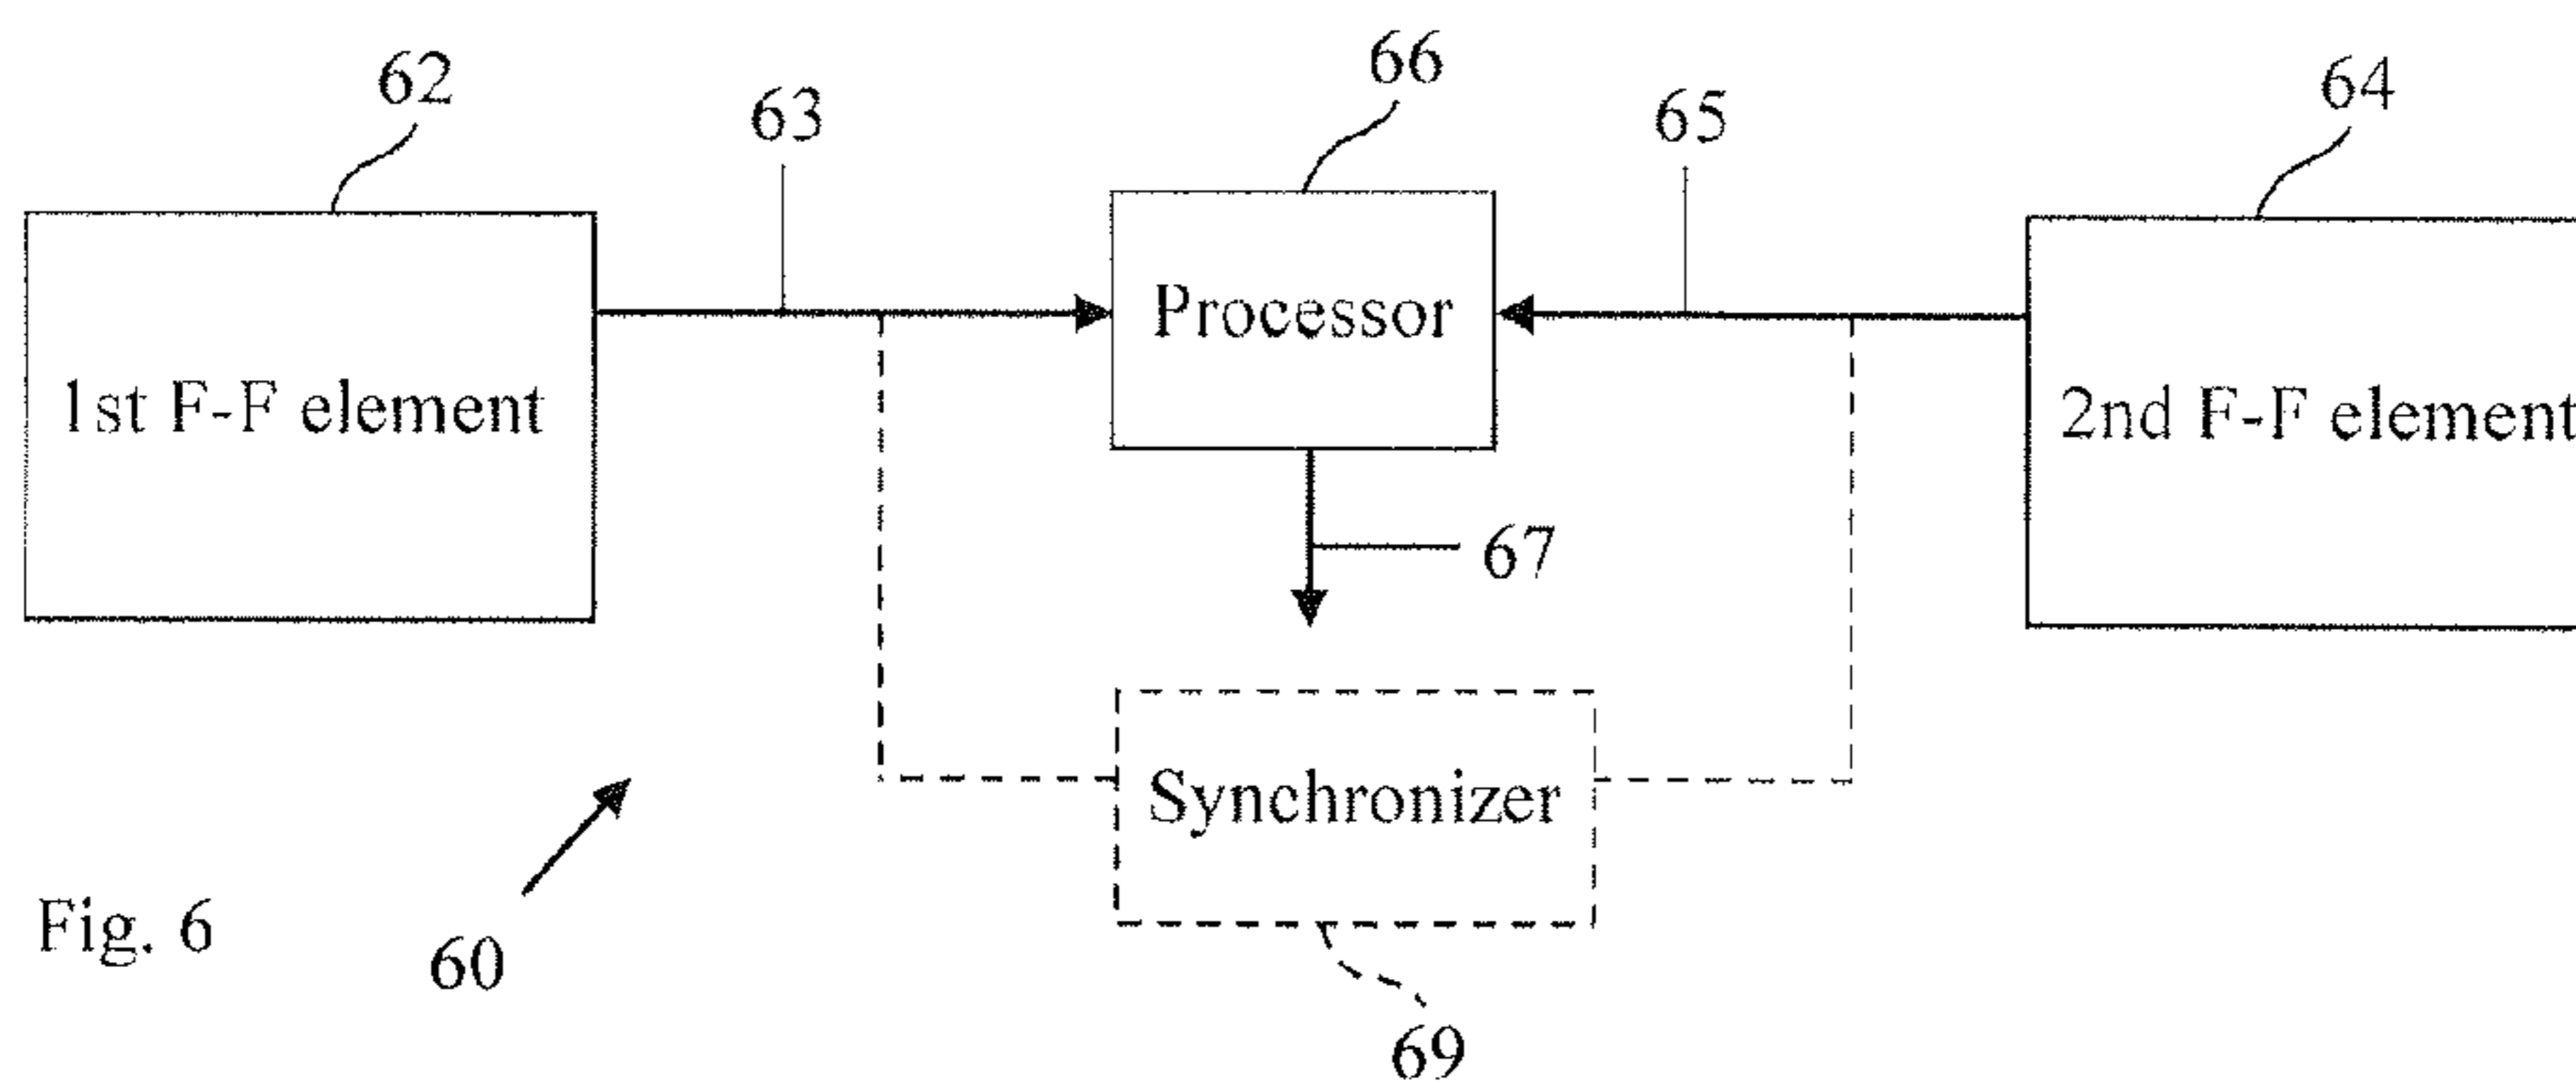 62
63
66
65
64
1st F-F element
Processor
2nd F-F element
67
Synchronizer
Fig. 6
60
69